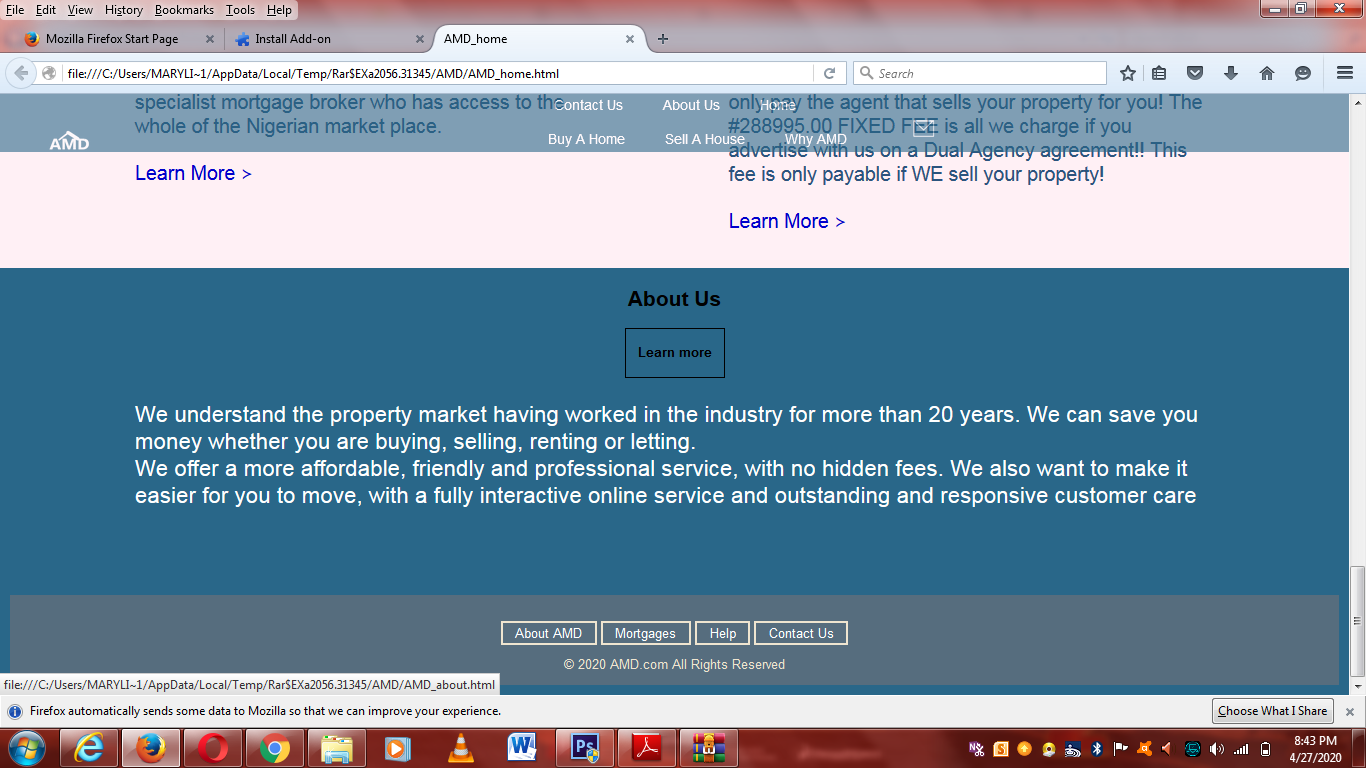 File Edit View History Bookmarks Tools Help
Mozilla Firefox Start Page
Install Add-on
AMD_home
file:///C:/Users/MARYLI~1/AppData/Local/Temp/Rar$EXa2056.31345/AMD/AMD_home.html
Search
Contact Us About Us Home
Buy A Home Sell A House Why AMD
AMD
specialist mortgage broker who has access to the
whole of the Nigerian market place.
Learn More >
only pay the agent that sells your property for you! The
#288995.00 FIXED FEE is all we charge if you
advertise with us on a Dual Agency agreement!! This
fee is only payable if WE sell your property!
Learn More >
About Us
Learn more
We understand the property market having worked in the industry for more than 20 years. We can save you
money whether you are buying, selling, renting or letting.
We offer a more affordable, friendly and professional service, with no hidden fees. We also want to make it
easier for you to move, with a fully interactive online service and outstanding and responsive customer care
About AMD Mortgages Help Contact Us
© 2020 AMD.com All Rights Reserved
file:///C:/Users/MARYLI~1/AppData/Local/Temp/Rar$EXa2056.31345/AMD/AMD_about.html
Firefox automatically sends some data to Mozilla so that we can improve your experience.
Choose What I Share
8:43 PM
4/27/2020